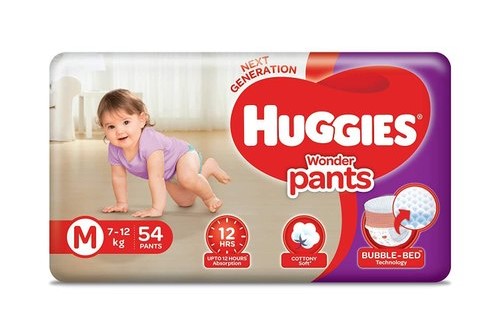 NEXT
GENERATION
HUGGIES®
Wonder
pants
M
7-12
kg
54
PANTS
12
HRS
UPTO 12 HOURS*
Absorption
COTTONY
Soft*
BUBBLE-BED™
Technology